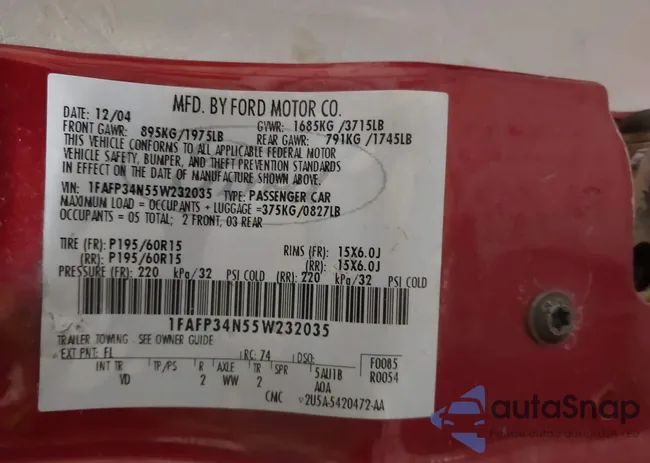 MFD. BY FORD MOTOR CO.
DATE: 12/04 GVWR: 1685KG /3715LB
FRONT GAWR: 895KG/1975LB REAR GAWR: 791KG /1745LB
THIS VEHICLE CONFORMS TO ALL APPLICABLE FEDERAL MOTOR
VEHICLE SAFETY, BUMPER, AND THEFT PREVENTION STANDARDS
IN EFFECT ON THE DATE OF MANUFACTURE SHOWN ABOVE.
VIN: 1FAFP34N55W232035 TYPE: PASSENGER CAR
MAXIMUM LOAD = OCCUPANTS + LUGGAGE =375KG/0827LB
OCCUPANTS = 05 TOTAL; 2 FRONT, 03 REAR
TIRE (FR): P195/60R15 RIMS (FR): 15X6.0J
(RR): P195/60R15 (RR): 15X6.0J
PRESSURE (FR): 220 kPa/32 PSI COLD (RR): 220 kPa/32 PSI COLD
1FAFP34N55W232035
TRAILER TOWING - SEE OWNER GUIDE
EXT PNT: FL RC: 74 DSO: F0085
INT TR TP/PS R AXLE TR SPR 5AU1B R0054
VD 2 WW 2 A0A
CMC 2U5A-5420472-AA
autoSnap